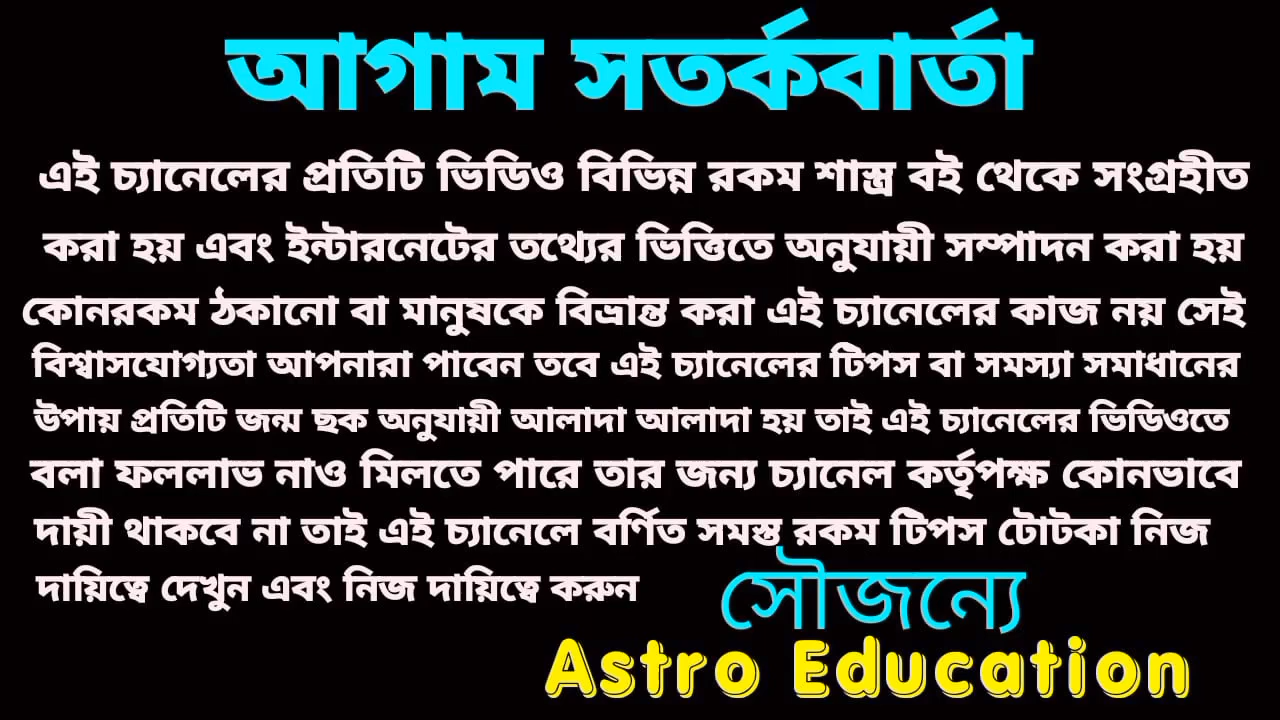 আগাম সতর্কবার্তা
এই চ্যানেলের প্রতিটি ভিডিও বিভিন্ন রকম শাস্ত্র বই থেকে সংগ্রহীত
করা হয় এবং ইন্টারনেটের তথ্যের ভিত্তিতে অনুযায়ী সম্পাদন করা হয়
কোনরকম ঠকানো বা মানুষকে বিভ্রান্ত করা এই চ্যানেলের কাজ নয় সেই
বিশ্বাসযোগ্যতা আপনারা পাবেন তবে এই চ্যানেলের টিপস বা সমস্যা সমাধানের
উপায় প্রতিটি জন্ম ছক অনুযায়ী আলাদা আলাদা হয় তাই এই চ্যানেলের ভিডিওতে
বলা ফললাভ নাও মিলতে পারে তার জন্য চ্যানেল কর্তৃপক্ষ কোনভাবে
দায়ী থাকবে না তাই এই চ্যানেলে বর্ণিত সমস্ত রকম টিপস টোটকা নিজ
দায়িত্বে দেখুন এবং নিজ দায়িত্বে করুন
সৌজন্যে
Astro Education